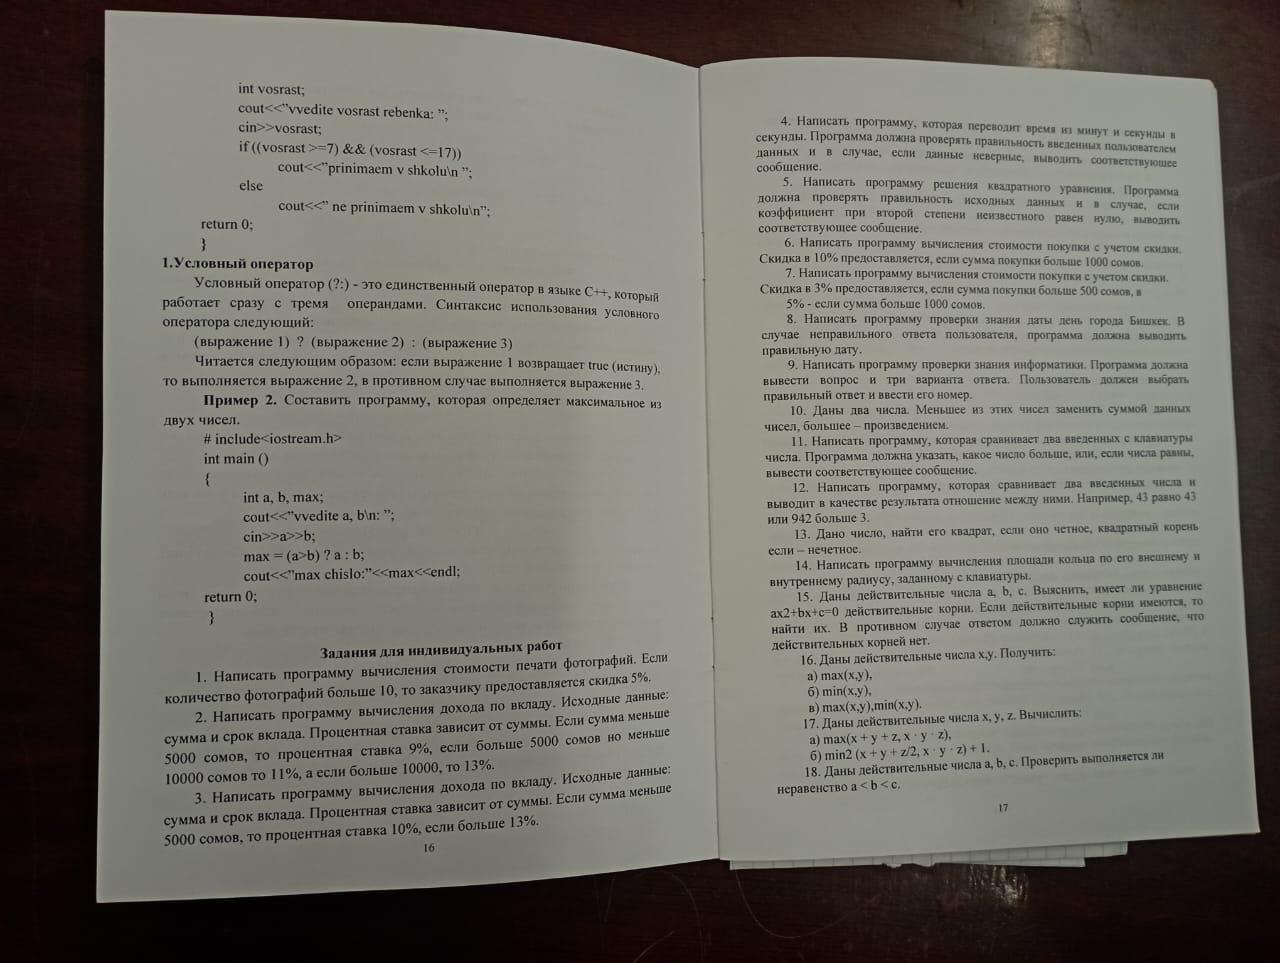 int vosrast;
cout<<”vvedite vosrast rebenka: ”;
cin>>vosrast;
if ((vosrast >=7) && (vosrast <=17))
cout<<”prinimaem v shkolu\n ”;
else
cout<<” ne prinimaem v shkolu\n”;
return 0;
}
1.Условный оператор
Условный оператор (?:) - это единственный оператор в языке С++, который
работает сразу с тремя операндами. Синтаксис использования условного
оператора следующий:
(выражение 1) ? (выражение 2) : (выражение 3)
Читается следующим образом: если выражение 1 возвращает true (истину),
то выполняется выражение 2, в противном случае выполняется выражение 3.
Пример 2. Составить программу, которая определяет максимальное из
двух чисел.
# include<iostream.h>
int main ()
{
int a, b, max;
cout<<”vvedite a, b\n: ”;
cin>>a>>b;
max = (a>b) ? a : b;
cout<<”max chislo:”<<max<<endl;
return 0;
}
Задания для индивидуальных работ
1. Написать программу вычисления стоимости печати фотографий. Если
количество фотографий больше 10, то заказчику предоставляется скидка 5%.
2. Написать программу вычисления дохода по вкладу. Исходные данные:
сумма и срок вклада. Процентная ставка зависит от суммы. Если сумма меньше
5000 сомов, то процентная ставка 9%, если больше 5000 сомов но меньше
10000 сомов то 11%, а если больше 10000, то 13%.
3. Написать программу вычисления дохода по вкладу. Исходные данные:
сумма и срок вклада. Процентная ставка зависит от суммы. Если сумма меньше
5000 сомов, то процентная ставка 10%, если больше 13%.
16
4. Написать программу, которая переводит время из минут и секунды в
секунды. Программа должна проверять правильность введенных пользователем
данных и в случае, если данные неверные, выводить соответствующее
сообщение.
5. Написать программу решения квадратного уравнения. Программа
должна проверять правильность исходных данных и в случае, если
коэффициент при второй степени неизвестного равен нулю, выводить
соответствующее сообщение.
6. Написать программу вычисления стоимости покупки с учетом скидки.
Скидка в 10% предоставляется, если сумма покупки больше 1000 сомов.
7. Написать программу вычисления стоимости покупки с учетом скидки.
Скидка в 3% предоставляется, если сумма покупки больше 500 сомов, в
5% - если сумма больше 1000 сомов.
8. Написать программу проверки знания даты день города Бишкек. В
случае неправильного ответа пользователя, программа должна выводить
правильную дату.
9. Написать программу проверки знания информатики. Программа должна
вывести вопрос и три варианта ответа. Пользователь должен выбрать
правильный ответ и ввести его номер.
10. Даны два числа. Меньшее из этих чисел заменить суммой данных
чисел, большее – произведением.
11. Написать программу, которая сравнивает два введенных с клавиатуры
числа. Программа должна указать, какое число больше, или, если числа равны,
вывести соответствующее сообщение.
12. Написать программу, которая сравнивает два введенных числа и
выводит в качестве результата отношение между ними. Например, 43 равно 43
или 942 больше 3.
13. Дано число, найти его квадрат, если оно четное, квадратный корень
если – нечетное.
14. Написать программу вычисления площади кольца по его внешнему и
внутреннему радиусу, заданному с клавиатуры.
15. Даны действительные числа a, b, c. Выяснить, имеет ли уравнение
ax2+bx+c=0 действительные корни. Если действительные корни имеются, то
найти их. В противном случае ответом должно служить сообщение, что
действительных корней нет.
16. Даны действительные числа x,y. Получить:
а) max(x,y),
б) min(x,y),
в) max(x,y),min(x,y).
17. Даны действительные числа x, y, z. Вычислить:
а) max(x + y + z, x · y · z),
б) min2 (x + y + z/2, x · y · z) + 1.
18. Даны действительные числа a, b, c. Проверить выполняется ли
неравенство a < b < c.
17